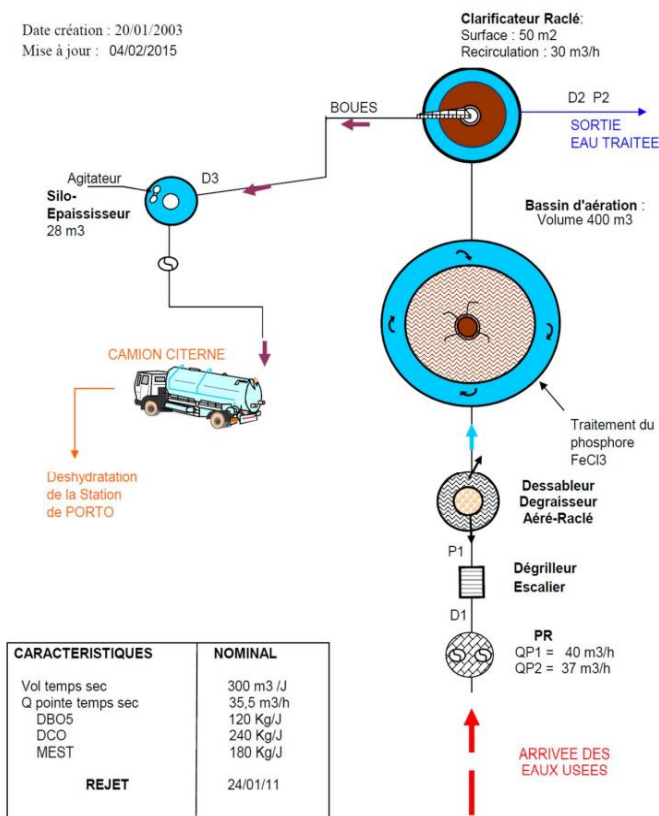 Date création : 20/01/2003
Mise à jour : 04/02/2015
Clarificateur Raclé:
Surface : 50 m2
Recirculation : 30 m3/h
BOUES
D2 P2
SORTIE
EAU TRAITEE
Agitateur
D3
Silo-
Epaississeur
28 m3
Bassin d'aération :
Volume 400 m3
CAMION CITERNE
Traitement du
phosphore
FeCl3
Deshydratation
de la Station
de PORTO
Dessableur
Degraisseur
Aéré-Raclé
P1
Dégrilleur
Escalier
D1
PR
QP1 = 40 m3/h
QP2 = 37 m3/h
ARRIVEE DES
EAUX USEES
CARACTERISTIQUES NOMINAL
Vol temps sec 300 m3 /J
Q pointe temps sec 35,5 m3/h
DBO5 120 Kg/J
DCO 240 Kg/J
MEST 180 Kg/J
REJET 24/01/11